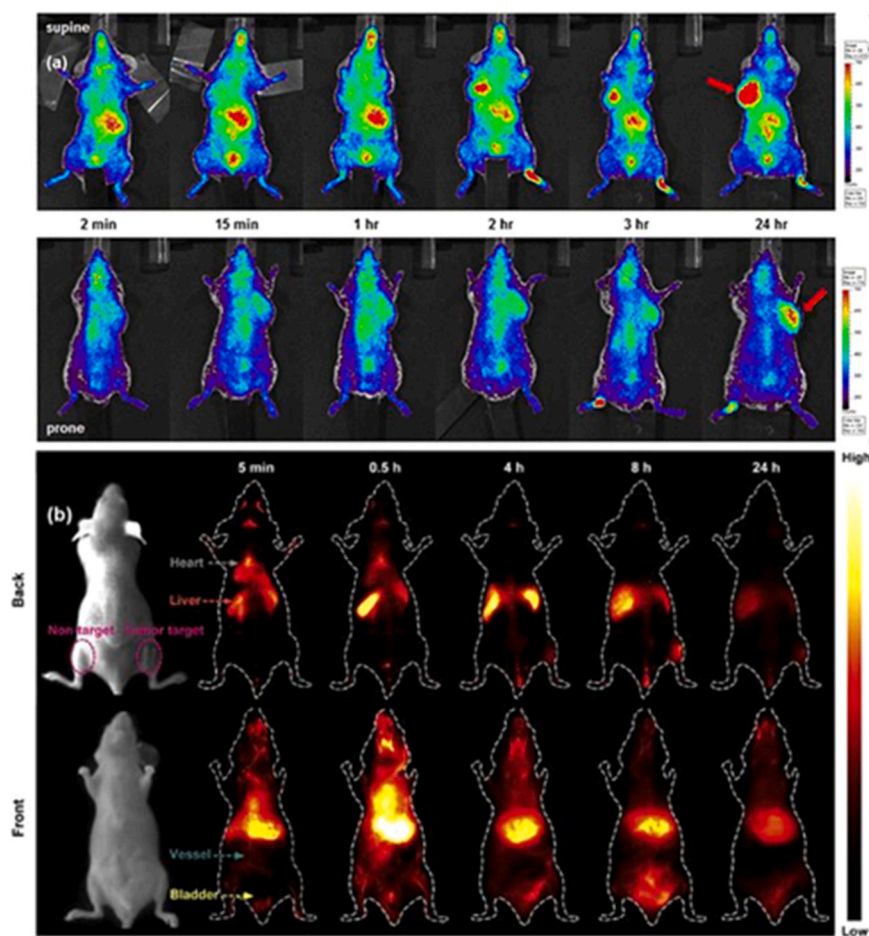 supine
(a)
2 min 15 min 1 hr 2 hr 3 hr 24 hr
prone
5 min 0.5 h 4 h 8 h 24 h High
(b)
Back
Heart
Liver
Non target Tumor target
Front
Vessel
Bladder
Low